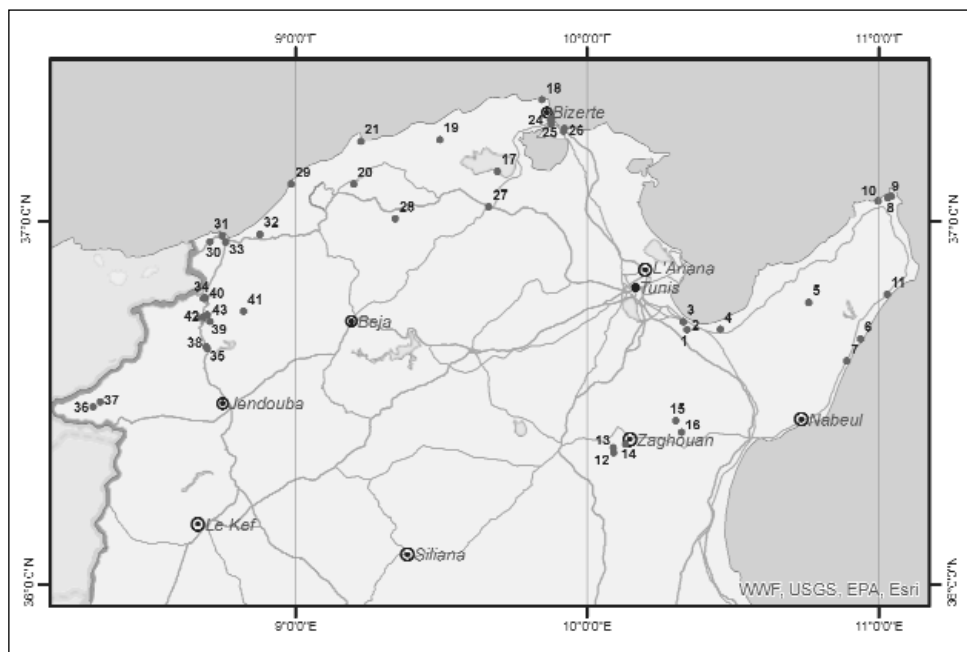 9°0'0"E 10°0'0"E 11°0'0"E
18
Bizerte
24
25
26
21
19
17
29
20
27
28
10
9
8
37°0'0"N
37°0'0"N
31
32
30
33
L'Ariana
Tunis
34
40
41
43
42
39
38
35
Beja
3
2
1
4
5
11
6
7
36
37
Jendouba
15
16
Nabeul
13
Zaghouan
12
14
Le Kef
Siliana
36°0'0"N
36°0'0"N
WWF, USGS, EPA, Esri
9°0'0"E 10°0'0"E 11°0'0"E